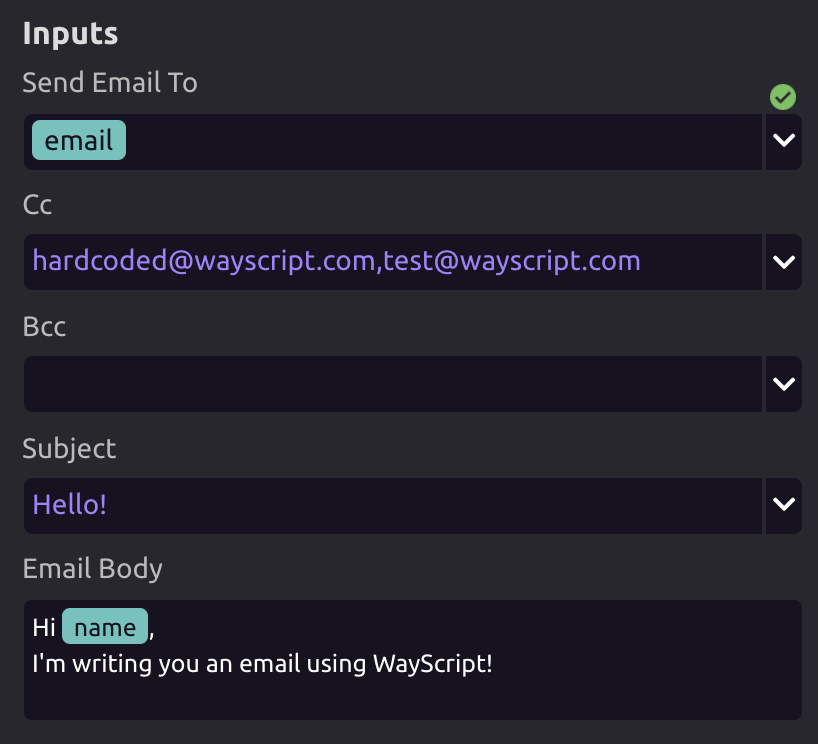 Inputs
Send Email To
email
Cc
hardcoded@wayscript.com,test@wayscript.com
Bcc
Subject
Hello!
Email Body
Hi name,
I'm writing you an email using WayScript!